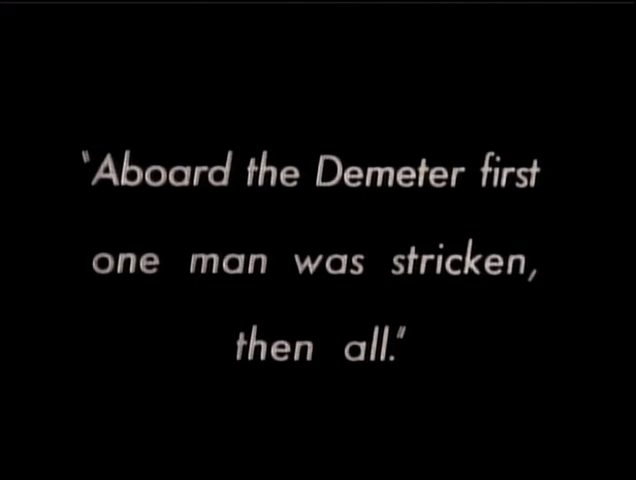 "Aboard the Demeter first
one man was stricken,
then all."